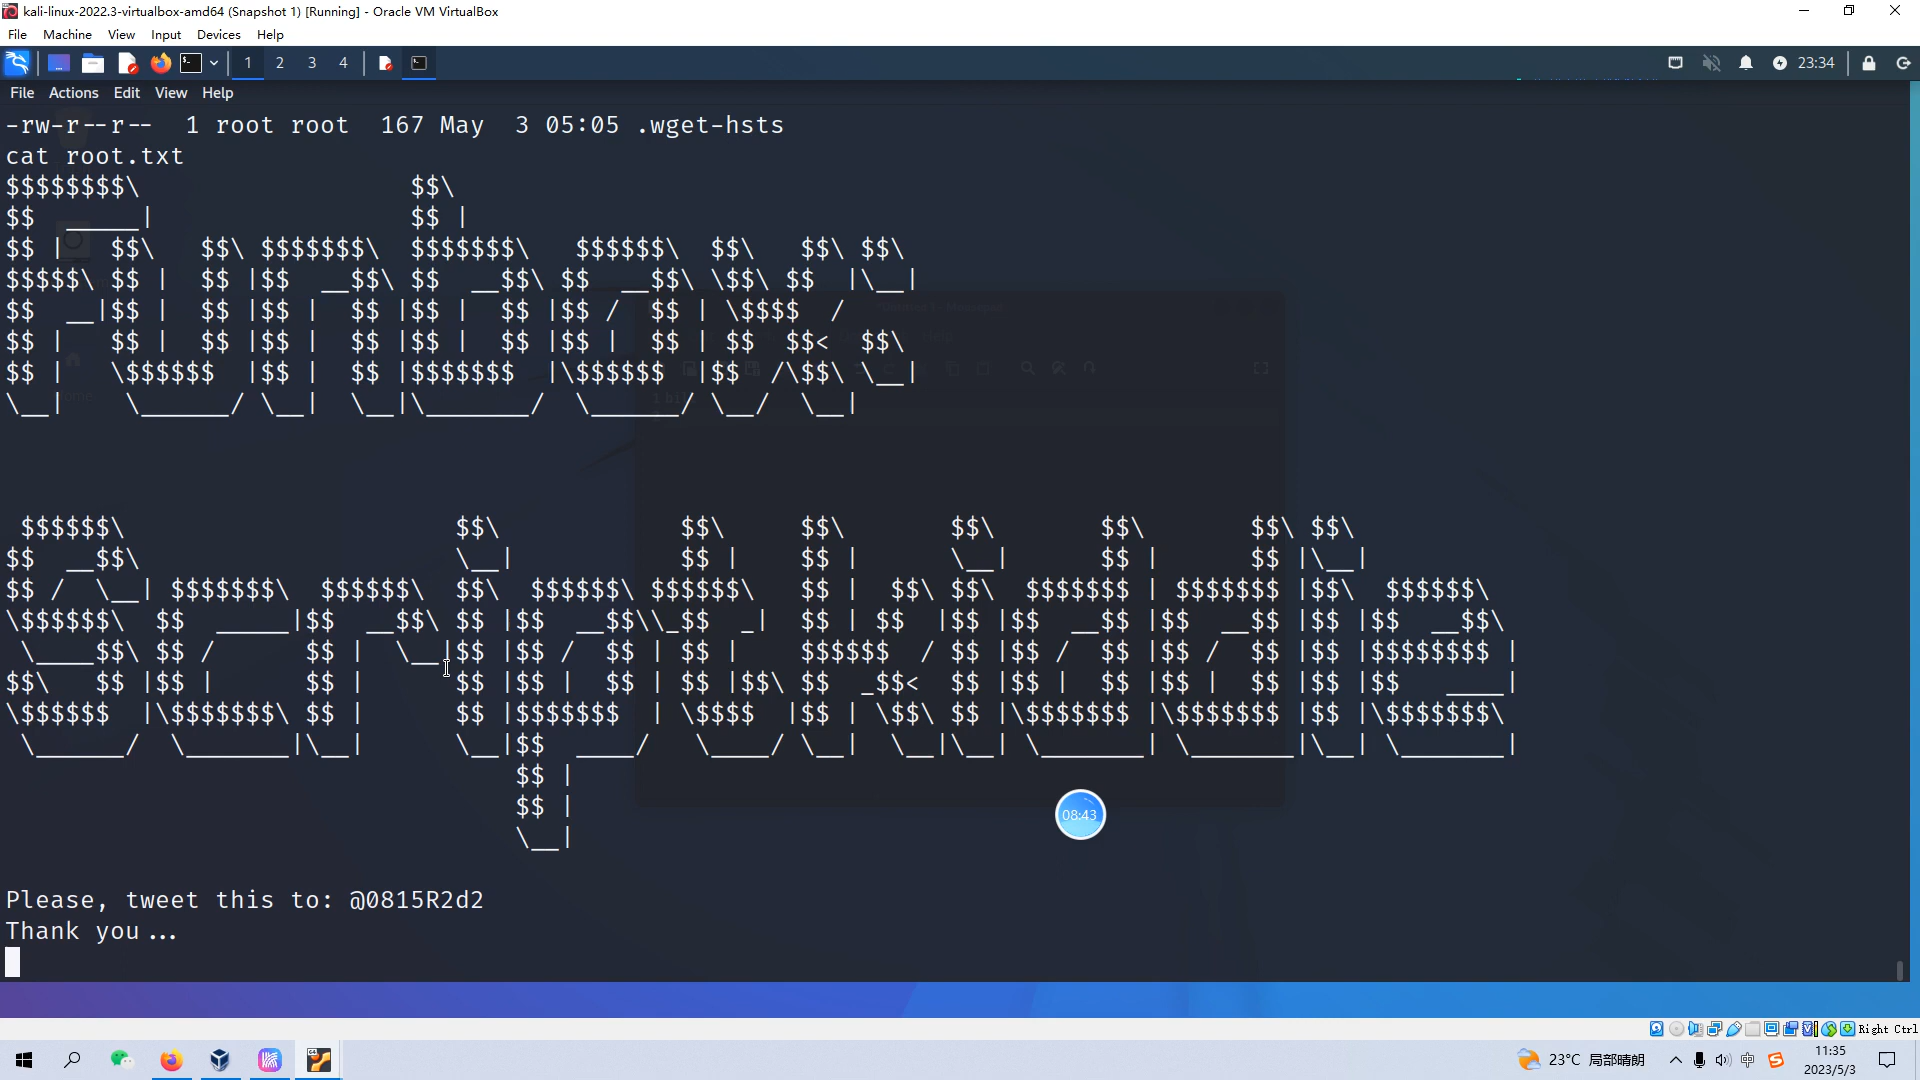 kali-linux-2022.3-virtualbox-amd64 (Snapshot 1) [Running] - Oracle VM VirtualBox
File Machine View Input Devices Help
1 2 3 4 23:34
File Actions Edit View Help
-rw-r--r-- 1 root root 167 May 3 05:05 .wget-hsts
cat root.txt
Funbox:
Scriptkiddie
08:43
Please, tweet this to: @0815R2d2
Thank you...
Right Ctrl
23°C 局部晴朗
中
11:35
2023/5/3